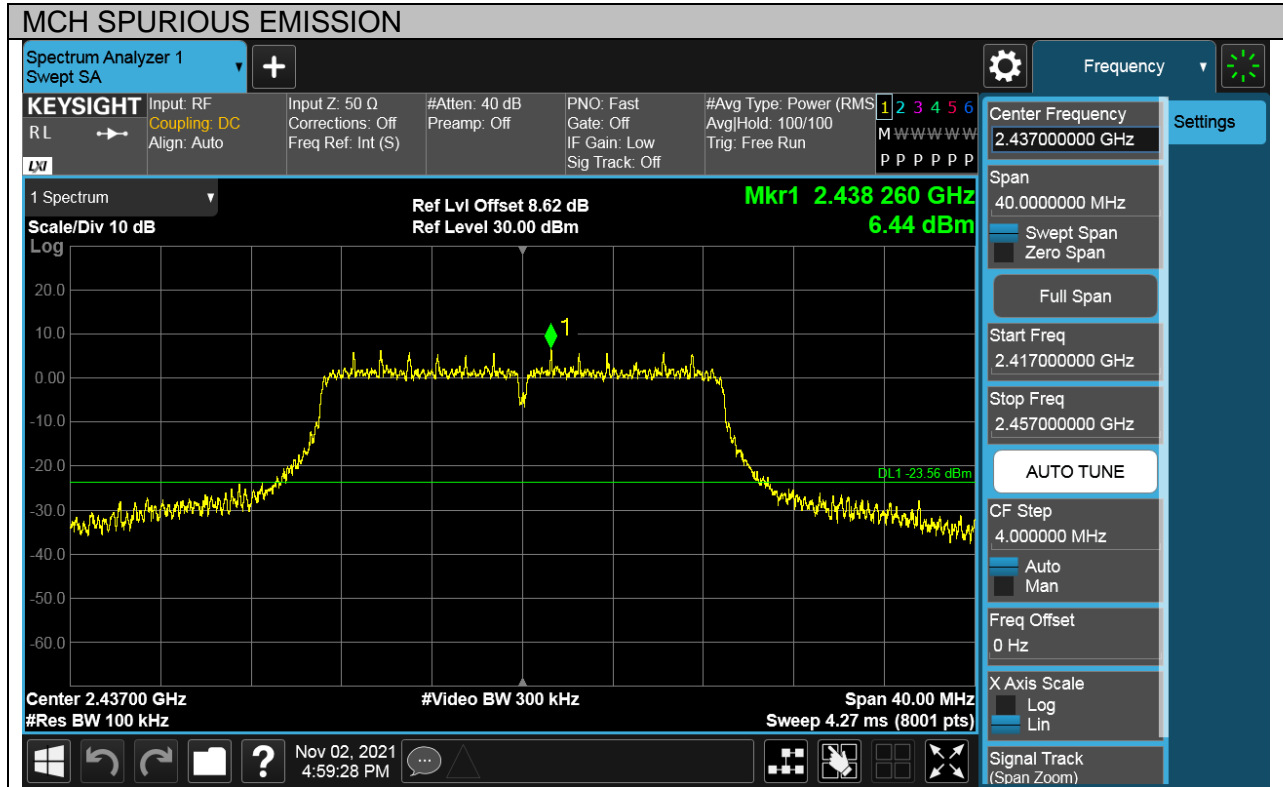 MCH SPURIOUS EMISSION
Spectrum Analyzer 1
Swept SA
+
Frequency
KEYSIGHT
RL
LXI
Input: RF
Coupling: DC
Align: Auto
Input Z: 50 Ω
Corrections: Off
Freq Ref: Int (S)
#Atten: 40 dB
Preamp: Off
PNO: Fast
Gate: Off
IF Gain: Low
Sig Track: Off
#Avg Type: Power (RMS
Avg|Hold: 100/100
Trig: Free Run
1 2 3 4 5 6
M W W W W W
P P P P P P
1 Spectrum
Scale/Div 10 dB
Log
Ref Lvl Offset 8.62 dB
Ref Level 30.00 dBm
Mkr1 2.438 260 GHz
6.44 dBm
20.0
10.0
0.00
-10.0
-20.0
-30.0
-40.0
-50.0
-60.0
1
DL1 -23.56 dBm
Center 2.43700 GHz
#Res BW 100 kHz
#Video BW 300 kHz
Span 40.00 MHz
Sweep 4.27 ms (8001 pts)
?
Nov 02, 2021
4:59:28 PM
Center Frequency
2.437000000 GHz
Settings
Span
40.0000000 MHz
Swept Span
Zero Span
Full Span
Start Freq
2.417000000 GHz
Stop Freq
2.457000000 GHz
AUTO TUNE
CF Step
4.000000 MHz
Auto
Man
Freq Offset
0 Hz
X Axis Scale
Log
Lin
Signal Track
(Span Zoom)